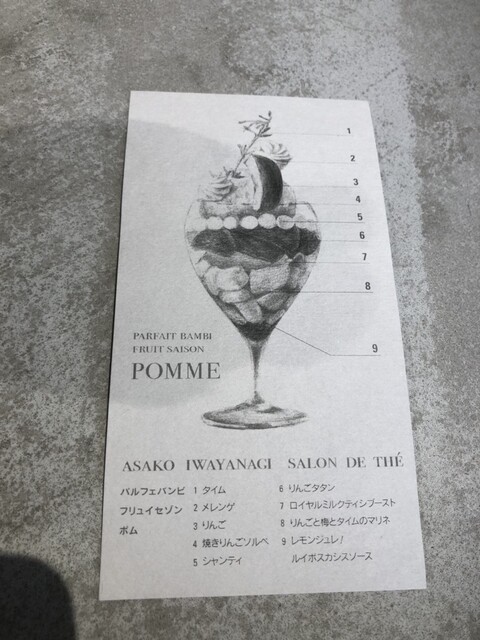 1
2
3
4
5
6
7
8
9
PARFAIT BAMBI
FRUIT SAISON
POMME
ASAKO IWAYANAGI SALON DE THÉ
パルフェバンビ
フリュイセゾン
ポム
1 タイム
2 メレンゲ
3 りんご
4 焼きりんごソルベ
5 シャンティ
6 りんごタタン
7 ロイヤルミルクティシブースト
8 りんごと梅とタイムのマリネ
9 レモンジュレ/
ルイボスカシスソース